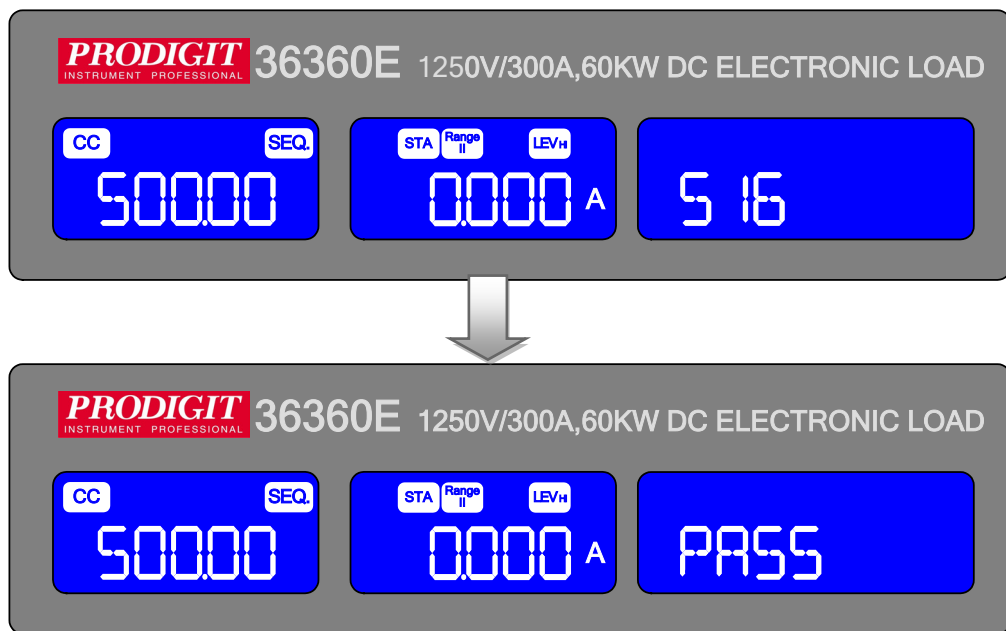 PRODIGIT
INSTRUMENT PROFESSIONAL
36360E 1250V/300A,60KW DC ELECTRONIC LOAD
CC SEQ. STA Range II LEVHI
500.00 0.000 A S 16
PRODIGIT
INSTRUMENT PROFESSIONAL
36360E 1250V/300A,60KW DC ELECTRONIC LOAD
CC SEQ. STA Range II LEVHI
500.00 0.000 A PASS